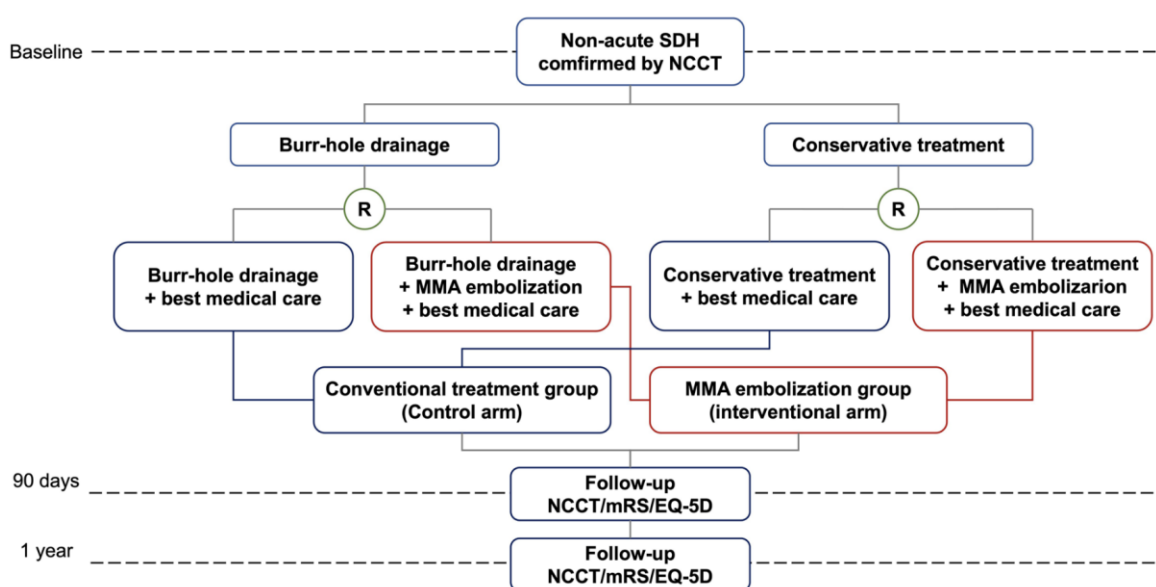 Baseline
Non-acute SDH
comfirmed by NCCT
Burr-hole drainage
Conservative treatment
R
R
Burr-hole drainage
+ best medical care
Burr-hole drainage
+ MMA embolization
+ best medical care
Conservative treatment
+ best medical care
Conservative treatment
+ MMA embolizarion
+ best medical care
Conventional treatment group
(Control arm)
MMA embolization group
(interventional arm)
90 days
Follow-up
NCCT/mRS/EQ-5D
1 year
Follow-up
NCCT/mRS/EQ-5D